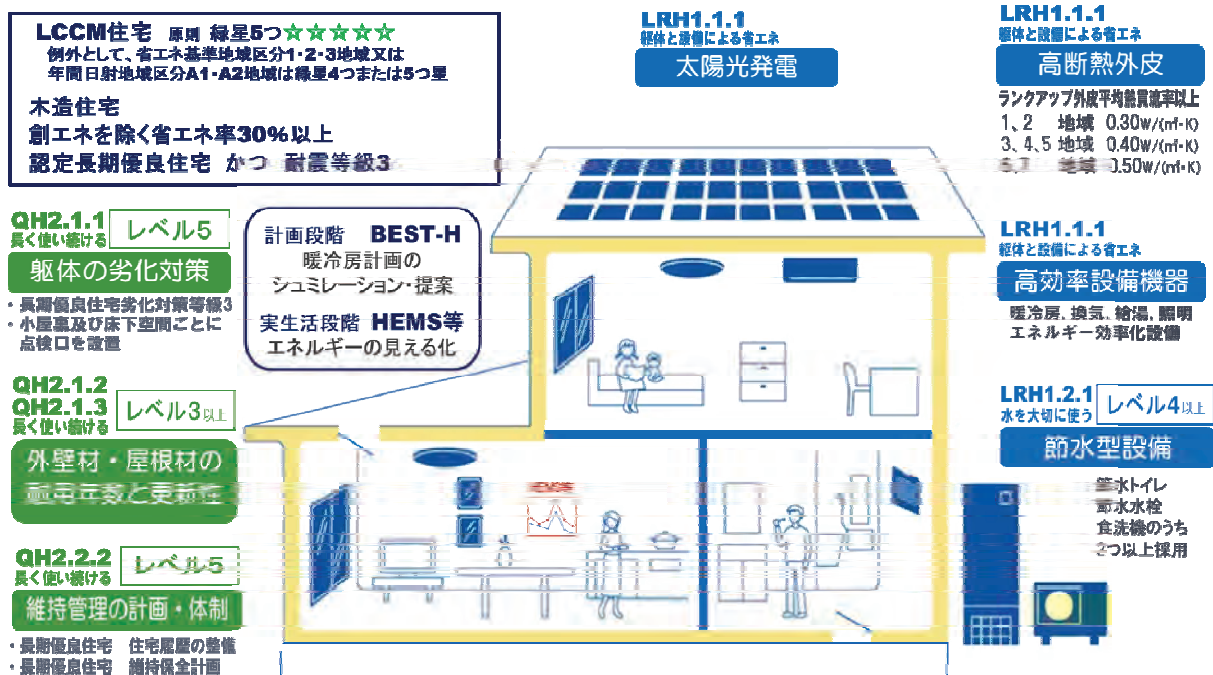 LCCM住宅 原則 緑星5つ☆☆☆☆☆
例外として、省エネ基準地域区分1・2・3地域又は
年間日射地域区分A1・A2地域は緑星4つまたは5つ星
木造住宅
創エネを除く省エネ率30%以上
認定長期優良住宅 かつ 耐震等級3
LRH1.1.1
躯体と設備による省エネ
太陽光発電
LRH1.1.1
躯体と設備による省エネ
高断熱外皮
ランクアップ外皮平均熱貫流率以上
1、2 地域 0.30W/(㎡・K)
3、4、5 地域 0.40W/(㎡・K)
地域 0.50W/(㎡・K)
QH2.1.1
長く使い続ける
レベル5
躯体の劣化対策
・長期優良住宅劣化対策等級3
・小屋裏及び床下空間ごとに
点検口を設置
計画段階 BEST-H
暖冷房計画の
シュミレーション・提案
実生活段階 HEMS等
エネルギーの見える化
LRH1.1.1
躯体と設備による省エネ
高効率設備機器
暖冷房、換気、給湯、照明
エネルギー効率化設備
QH2.1.2
QH2.1.3
長く使い続ける
レベル3以上
外壁材・屋根材の
耐用年数と更新性
LRH1.2.1
水を大切に使う
レベル4以上
節水型設備
節水トイレ
節水水栓
食洗機のうち
2つ以上採用
QH2.2.2
長く使い続ける
レベル5
維持管理の計画・体制
・長期優良住宅 住宅履歴の整備
・長期優良住宅 維持保全計画